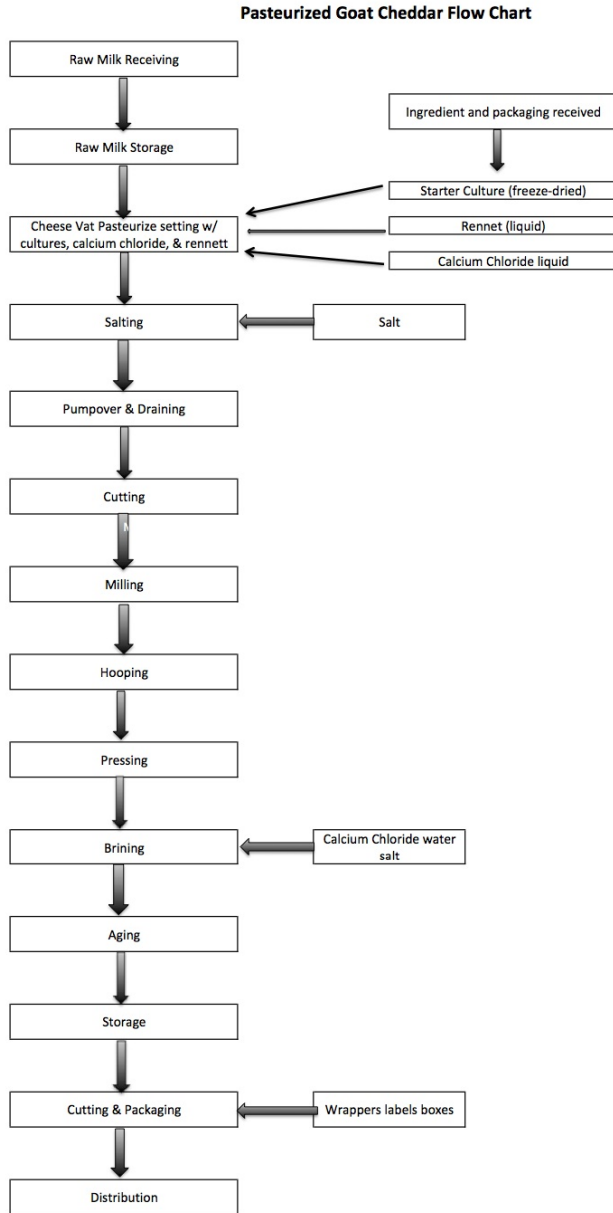 Pasteurized Goat Cheddar Flow Chart
Raw Milk Receiving
Ingredient and packaging received
Raw Milk Storage
Starter Culture (freeze-dried)
Cheese Vat Pasteurize setting w/
cultures, calcium chloride, & rennett
Rennet (liquid)
Calcium Chloride liquid
Salting
Salt
Pumpover & Draining
Cutting
M
Milling
Hooping
Pressing
Brining
Calcium Chloride water
salt
Aging
Storage
Cutting & Packaging
Wrappers labels boxes
Distribution